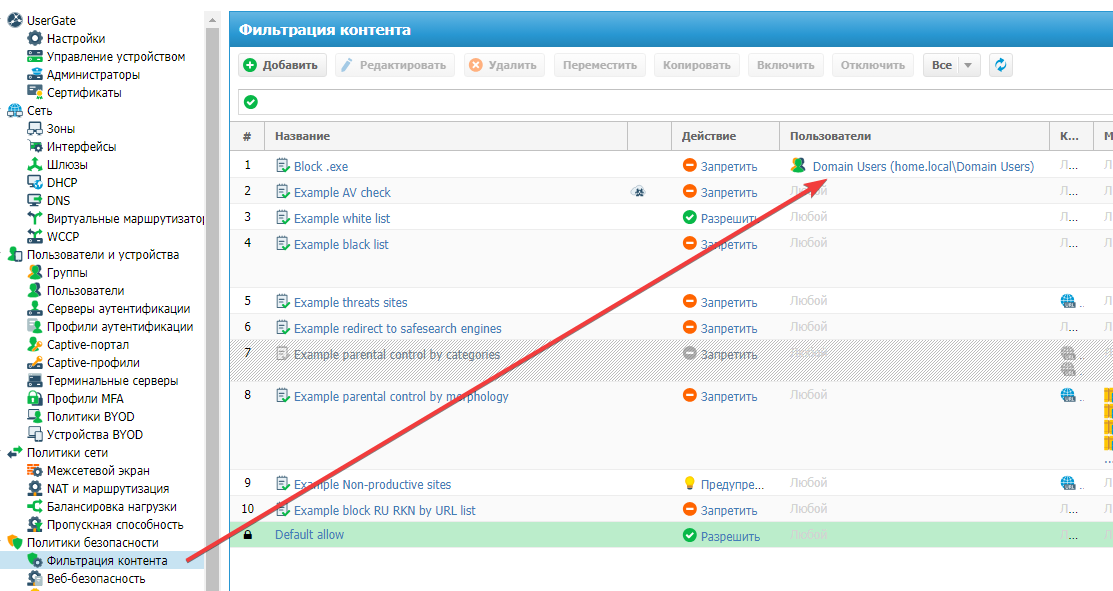 UserGate
Настройки
Управление устройством
Администраторы
Сертификаты
Сеть
Зоны
Интерфейсы
Шлюзы
DHCP
DNS
Виртуальные маршрутизатор
WCCP
Пользователи и устройства
Группы
Пользователи
Серверы аутентификации
Профили аутентификации
Captive-портал
Captive-профили
Терминальные серверы
Профили MFA
Политики BYOD
Устройства BYOD
Политики сети
Межсетевой экран
NAT и маршрутизация
Балансировка нагрузки
Пропускная способность
Политики безопасности
Фильтрация контента
Веб-безопасность
Фильтрация контента
Добавить Редактировать Удалить Переместить Копировать Включить Отключить Все
# Название Действие Пользователи К... М
1 Block .exe Запретить Domain Users (home.local\Domain Users) Л...
2 Example AV check Запретить Любой Л...
3 Example white list Разрешить Любой Л...
4 Example black list Запретить Любой Л...
5 Example threats sites Запретить Любой ..
6 Example redirect to safesearch engines Запретить Любой Л...
7 Example parental control by categories Запретить Любой
8 Example parental control by morphology Запретить Любой ..
9 Example Non-productive sites Предупре... Любой ..
10 Example block RU RKN by URL list Запретить Любой Л...
Default allow Разрешить Любой Л...